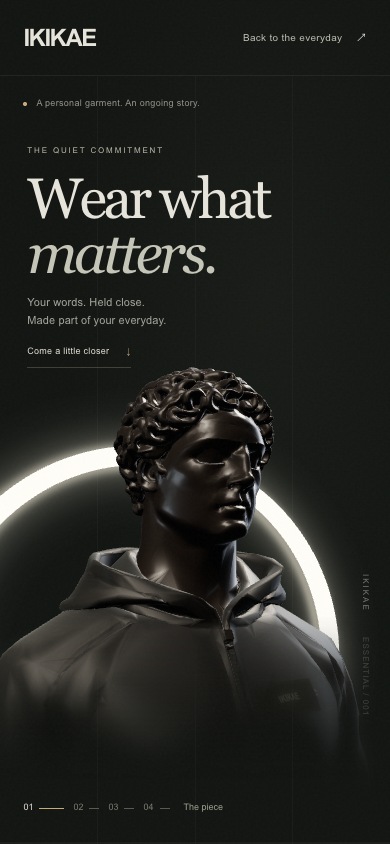 IKIKAE
Back to the everyday ↗
A personal garment. An ongoing story.
THE QUIET COMMITMENT
Wear what
matters.
Your words. Held close.
Made part of your everyday.
Come a little closer ↓
IKIKAE
ESSENTIAL / 001
01 02 03 04 The piece